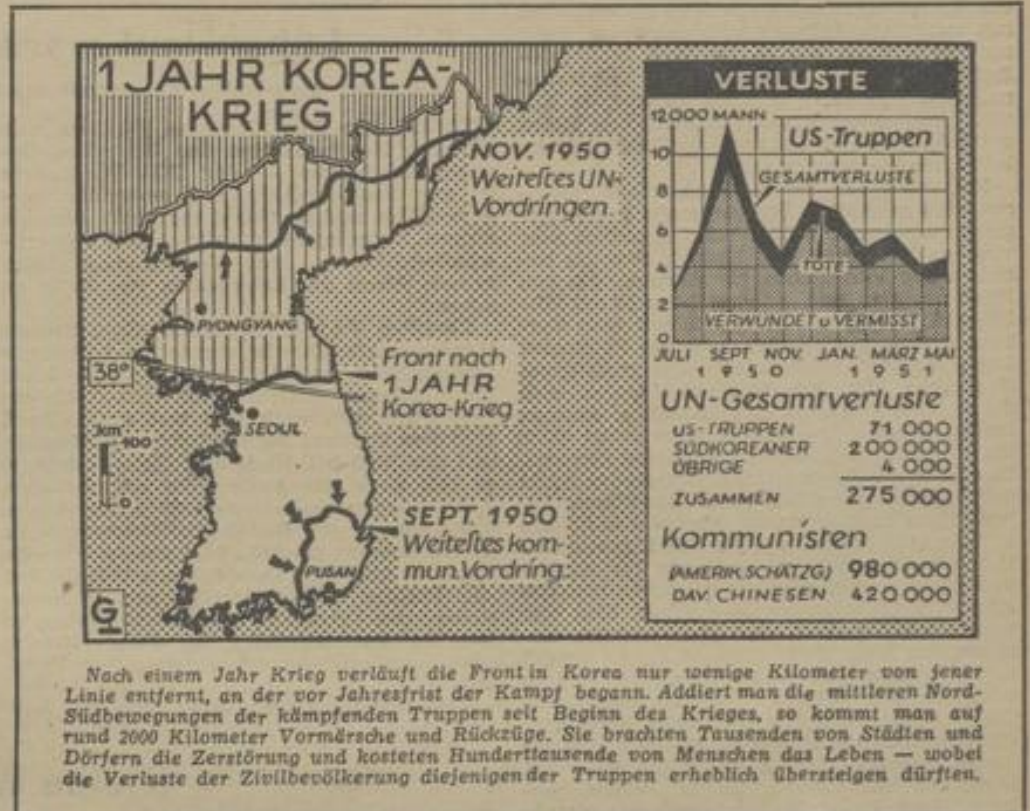 1 JAHR KOREA-
KRIEG
NOV. 1950
Weiteſtes UN-
Vordringen
PYONGYANG
38°
Front nach
1 JAHR
Korea-Krieg
SEOUL
km
100
0
SEPT. 1950
Weiteſtes kom-
mun. Vordring.
PUSAN
G
VERLUSTE
12000 MANN
US-Truppen
10
GESAMTVERLUSTE
8
6
4
TOTE
2
VERWUNDET u VERMISST
0
JULI SEPT NOV. JAN. MÄRZ MAI
1 9 5 0 1 9 5 1
UN-Gesamtverluste
US-TRUPPEN 71 000
SÜDKOREANER 200 000
ÜBRIGE 4 000
ZUSAMMEN 275 000
Kommunisten
(AMERIK. SCHÄTZG) 980 000
DAV. CHINESEN 420 000
Nach einem Jahr Krieg verläuft die Front in Korea nur wenige Kilometer von jener
Linie entfernt, an der vor Jahresfrist der Kampf begann. Addiert man die mittleren Nord-
Südbewegungen der kämpfenden Truppen seit Beginn des Krieges, so kommt man auf
rund 2000 Kilometer Vormärsche und Rückzüge. Sie brachten Tausenden von Städten und
Dörfern die Zerstörung und kosteten Hunderttausende von Menschen das Leben — wobei
die Verluste der Zivilbevölkerung diejenigen der Truppen erheblich übersteigen dürften.